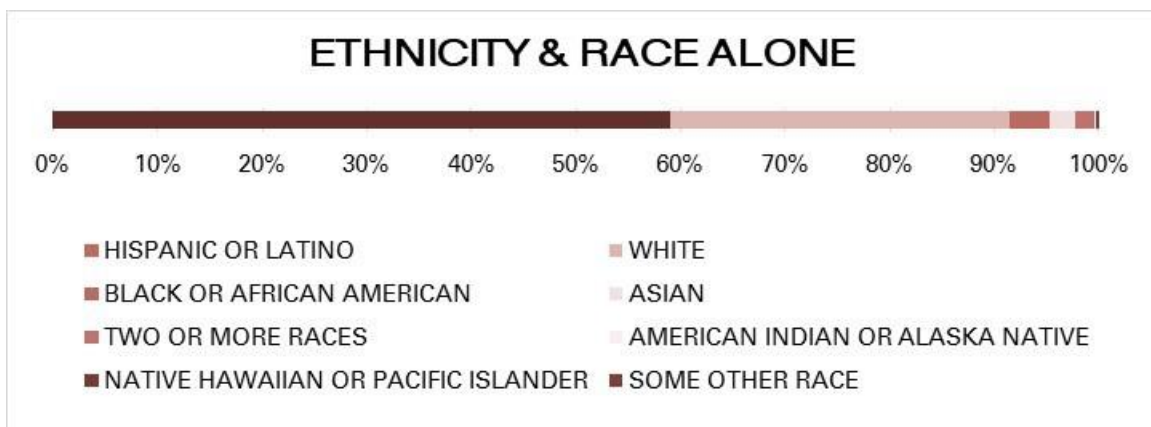 ETHNICITY & RACE ALONE
0% 10% 20% 30% 40% 50% 60% 70% 80% 90% 100%
HISPANIC OR LATINO
WHITE
BLACK OR AFRICAN AMERICAN
ASIAN
TWO OR MORE RACES
AMERICAN INDIAN OR ALASKA NATIVE
NATIVE HAWAIIAN OR PACIFIC ISLANDER
SOME OTHER RACE